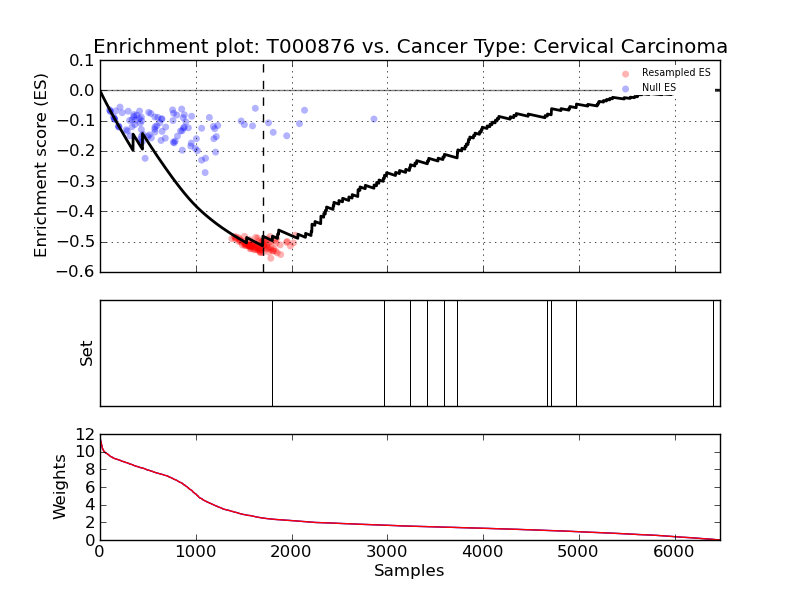 Enrichment plot: T000876 vs. Cancer Type: Cervical Carcinoma
Enrichment score (ES)
0.1
0.0
−0.1
−0.2
−0.3
−0.4
−0.5
−0.6
Resampled ES
Null ES
Set
Weights
12
10
8
6
4
2
0
0 1000 2000 3000 4000 5000 6000
Samples